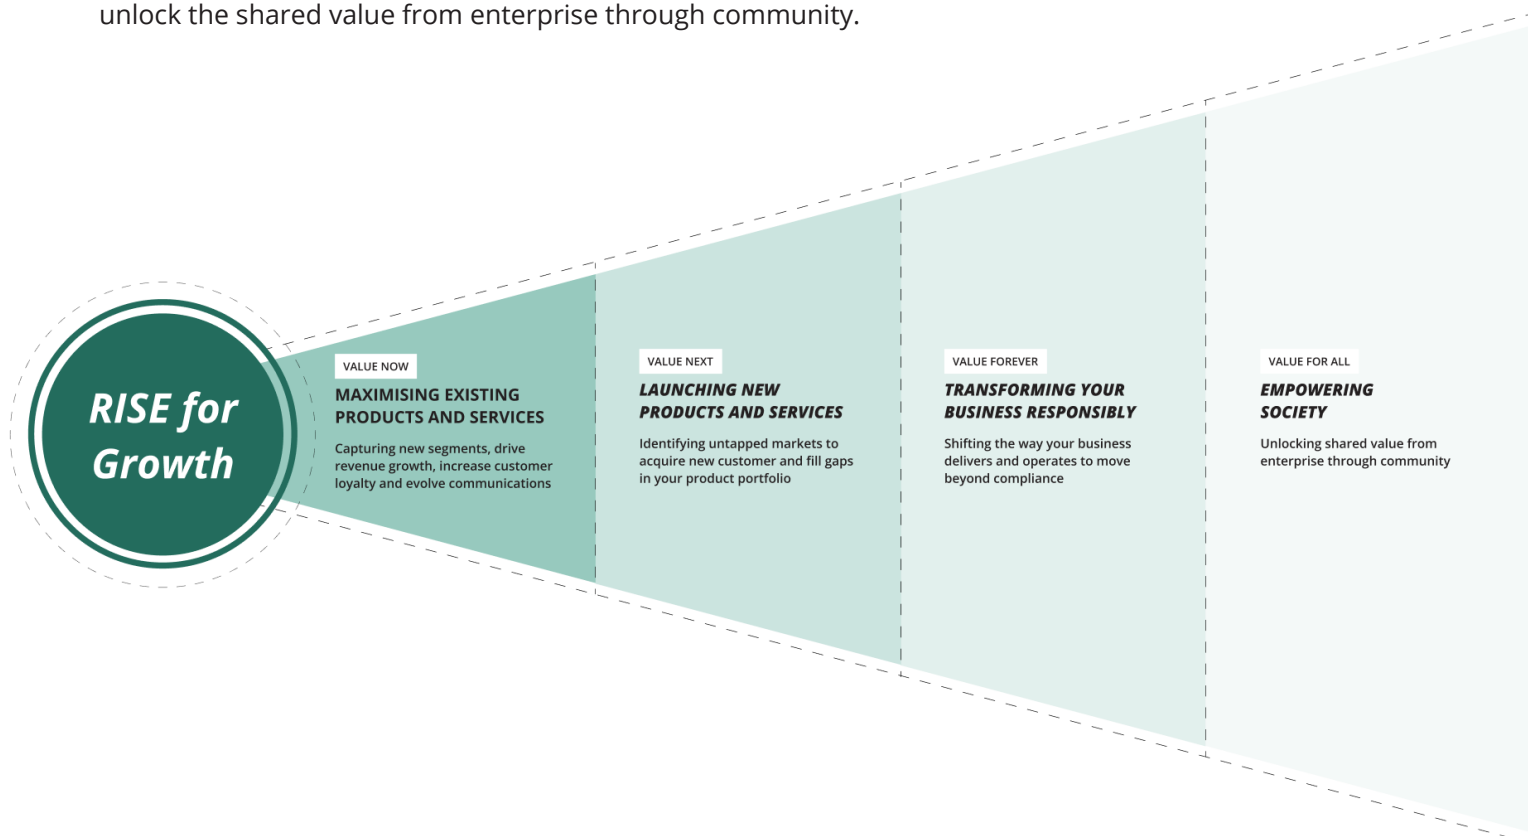 unlock the shared value from enterprise through community.
RISE for
Growth
VALUE NOW
MAXIMISING EXISTING
PRODUCTS AND SERVICES
Capturing new segments, drive
revenue growth, increase customer
loyalty and evolve communications
VALUE NEXT
LAUNCHING NEW
PRODUCTS AND SERVICES
Identifying untapped markets to
acquire new customer and fill gaps
in your product portfolio
VALUE FOREVER
TRANSFORMING YOUR
BUSINESS RESPONSIBLY
Shifting the way your business
delivers and operates to move
beyond compliance
VALUE FOR ALL
EMPOWERING
SOCIETY
Unlocking shared value from
enterprise through community